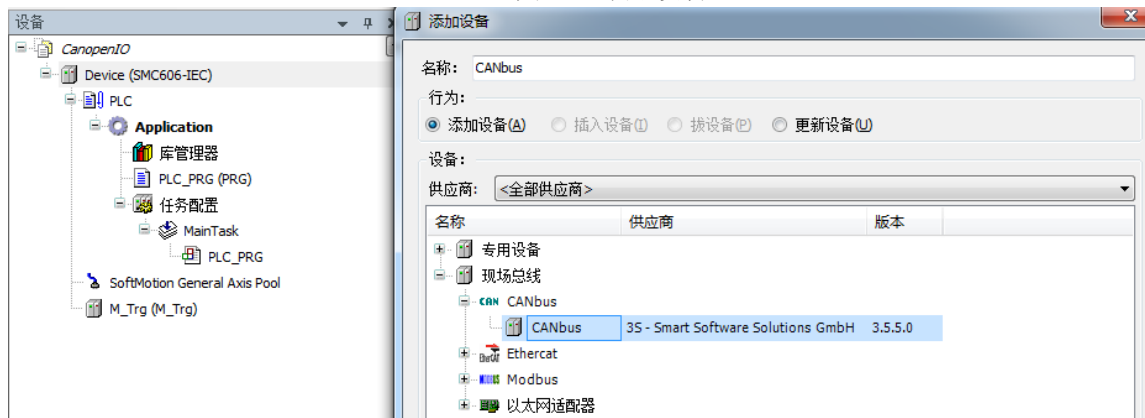 设备
CanopenIO
Device (SMC606-IEC)
PLC
Application
库管理器
PLC_PRG (PRG)
任务配置
MainTask
PLC_PRG
SoftMotion General Axis Pool
M_Trg (M_Trg)
添加设备
名称： CANbus
行为：
添加设备(A) 插入设备(I) 拔设备(P) 更新设备(U)
设备：
供应商： <全部供应商>
名称 供应商 版本
专用设备
现场总线
CAN CANbus
CANbus 3S - Smart Software Solutions GmbH 3.5.5.0
EtherCAT Ethercat
MODBUS Modbus
以太网适配器